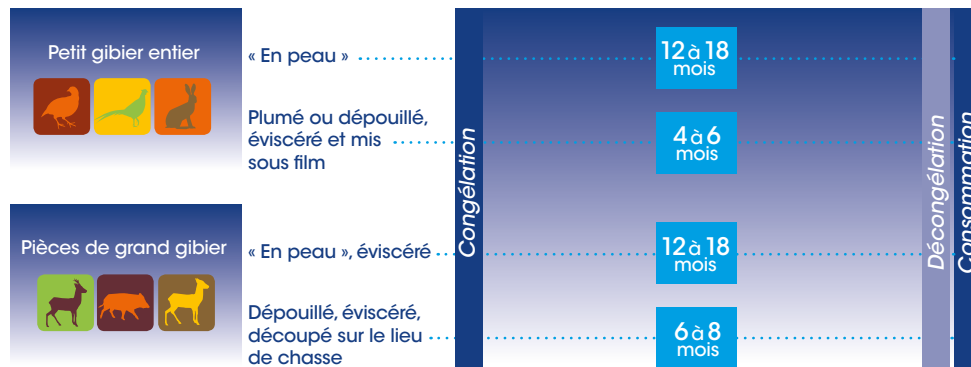 Petit gibier entier
« En peau »
12 à 18
mois
Plumé ou dépouillé,
éviscéré et mis
sous film
4 à 6
mois
Pièces de grand gibier
« En peau », éviscéré
12 à 18
mois
Dépouillé, éviscéré,
découpé sur le lieu
de chasse
6 à 8
mois
Congélation
Décongélation
Consommation